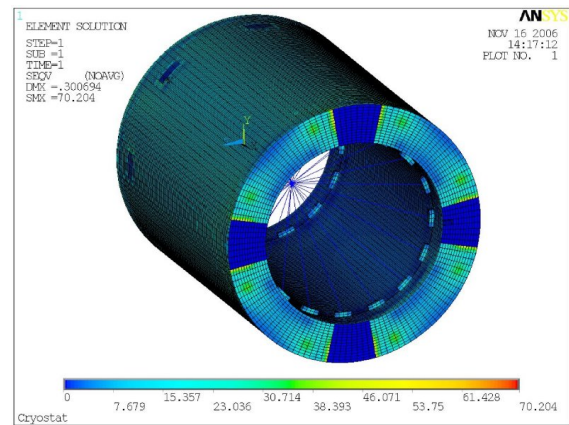 1
ELEMENT SOLUTION
STEP=1
SUB =1
TIME=1
SEQV (NOAVG)
DMX =.300694
SMX =70.204
ANSYS
NOV 16 2006
14:17:12
PLOT NO. 1
Y
0 15.357 30.714 46.071 61.428
7.679 23.036 38.393 53.75 70.204
Cryostat